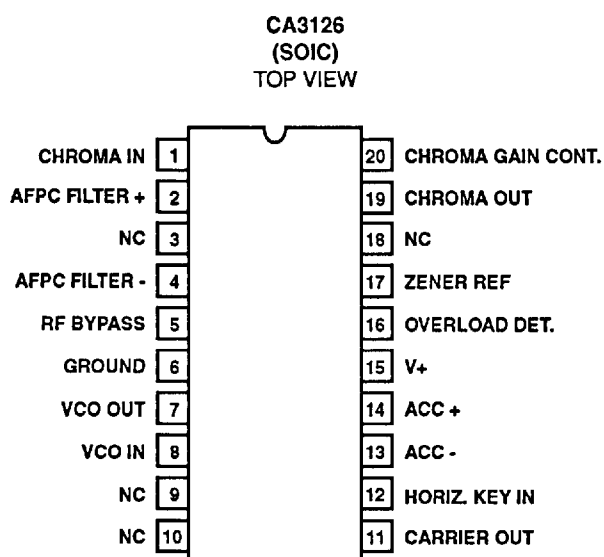 CA3126
(SOIC)
TOP VIEW
CHROMA IN 1 20 CHROMA GAIN CONT.
AFPC FILTER + 2 19 CHROMA OUT
NC 3 18 NC
AFPC FILTER - 4 17 ZENER REF
RF BYPASS 5 16 OVERLOAD DET.
GROUND 6 15 V+
VCO OUT 7 14 ACC +
VCO IN 8 13 ACC -
NC 9 12 HORIZ. KEY IN
NC 10 11 CARRIER OUT